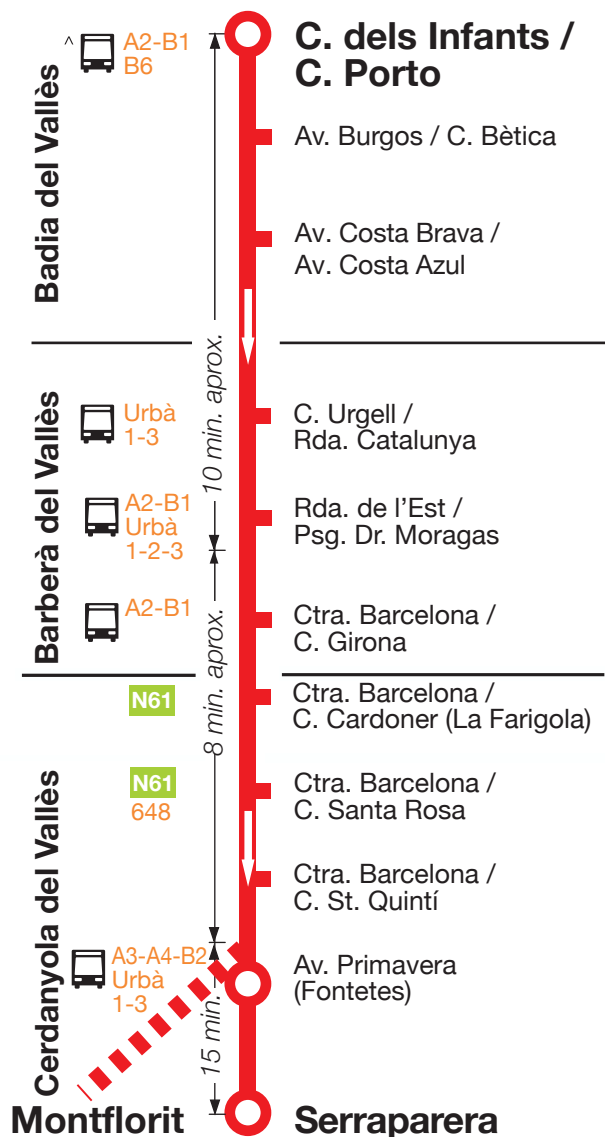 ^
A2-B1
B6
C. dels Infants /
C. Porto
Badia del Vallès
Av. Burgos / C. Bètica
Av. Costa Brava /
Av. Costa Azul
10 min. aprox.
Barberà del Vallès
Urbà
1-3
C. Urgell /
Rda. Catalunya
A2-B1
Urbà
1-2-3
Rda. de l'Est /
Psg. Dr. Moragas
A2-B1
Ctra. Barcelona /
C. Girona
8 min. aprox.
N61
Ctra. Barcelona /
C. Cardoner (La Farigola)
Cerdanyola del Vallès
N61
648
Ctra. Barcelona /
C. Santa Rosa
Ctra. Barcelona /
C. St. Quintí
A3-A4-B2
Urbà
1-3
Av. Primavera
(Fontetes)
15 min.
Montflorit
Serraparera